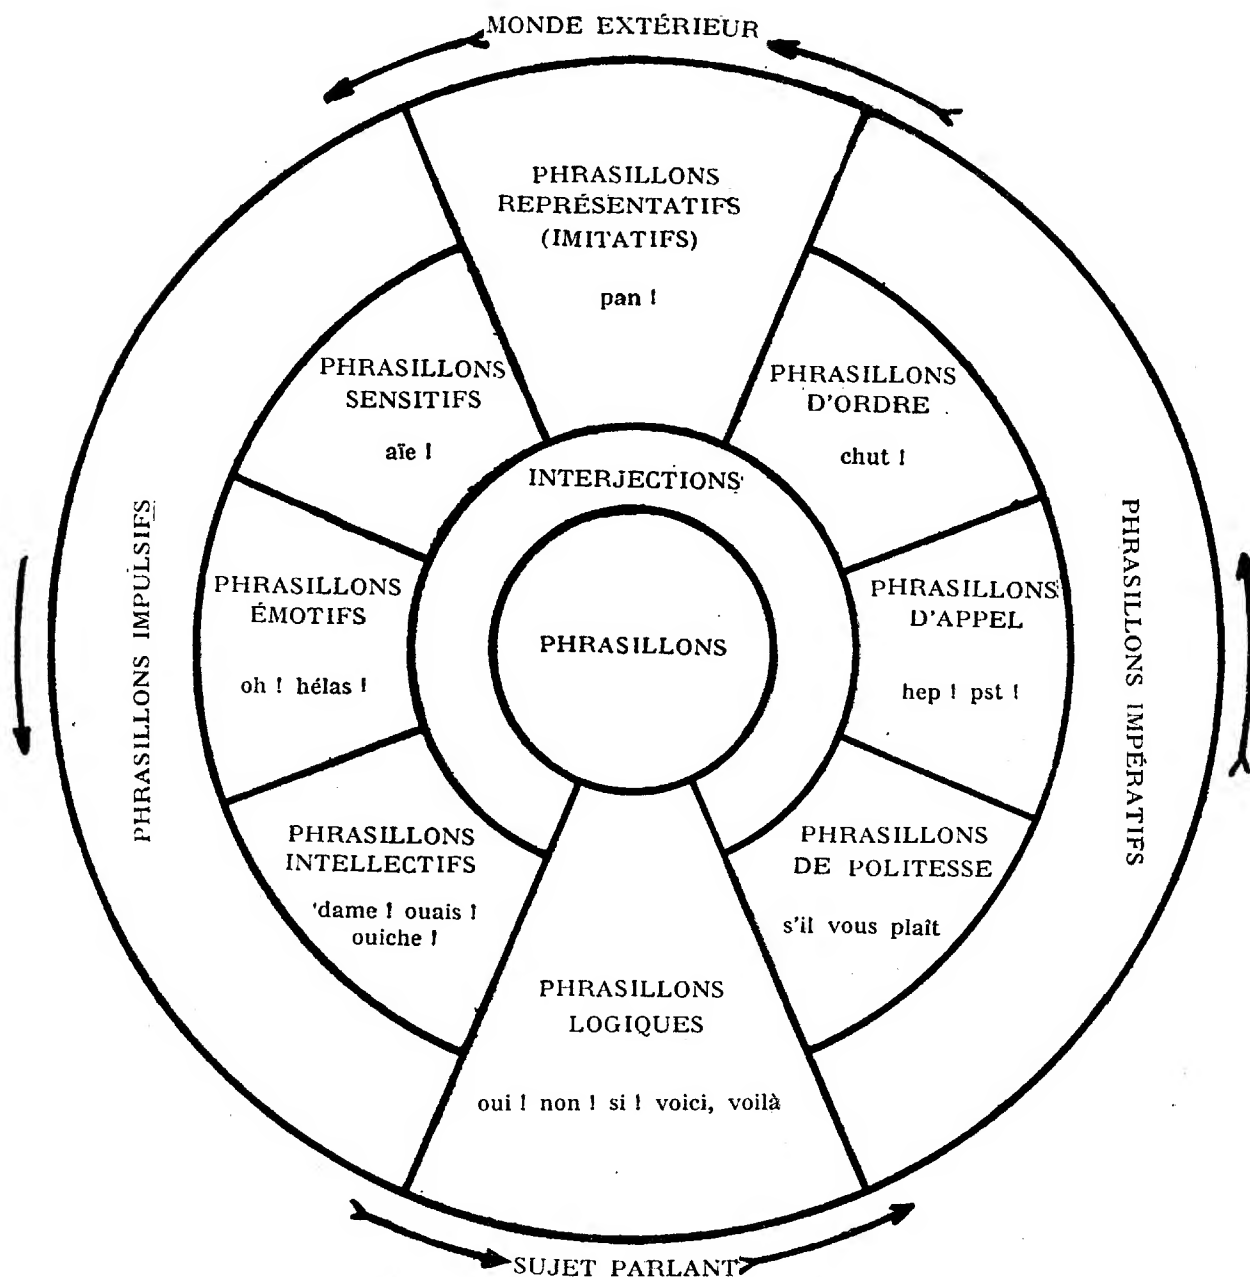 MONDE EXTÉRIEUR
PHRASILLONS
REPRÉSENTATIFS
(IMITATIFS)
pan !
PHRASILLONS
SENSITIFS
aïe !
PHRASILLONS
D'ORDRE
chut !
INTERJECTIONS
PHRASILLONS IMPULSIFS
PHRASILLONS
ÉMOTIFS
oh ! hélas !
PHRASILLONS
PHRASILLONS
D'APPEL
hep ! pst !
PHRASILLONS IMPÉRATIFS
PHRASILLONS
INTELLECTIFS
dame ! ouais !
ouiche !
PHRASILLONS
DE POLITESSE
s'il vous plaît
PHRASILLONS
LOGIQUES
oui ! non ! si ! voici, voilà
SUJET PARLANT